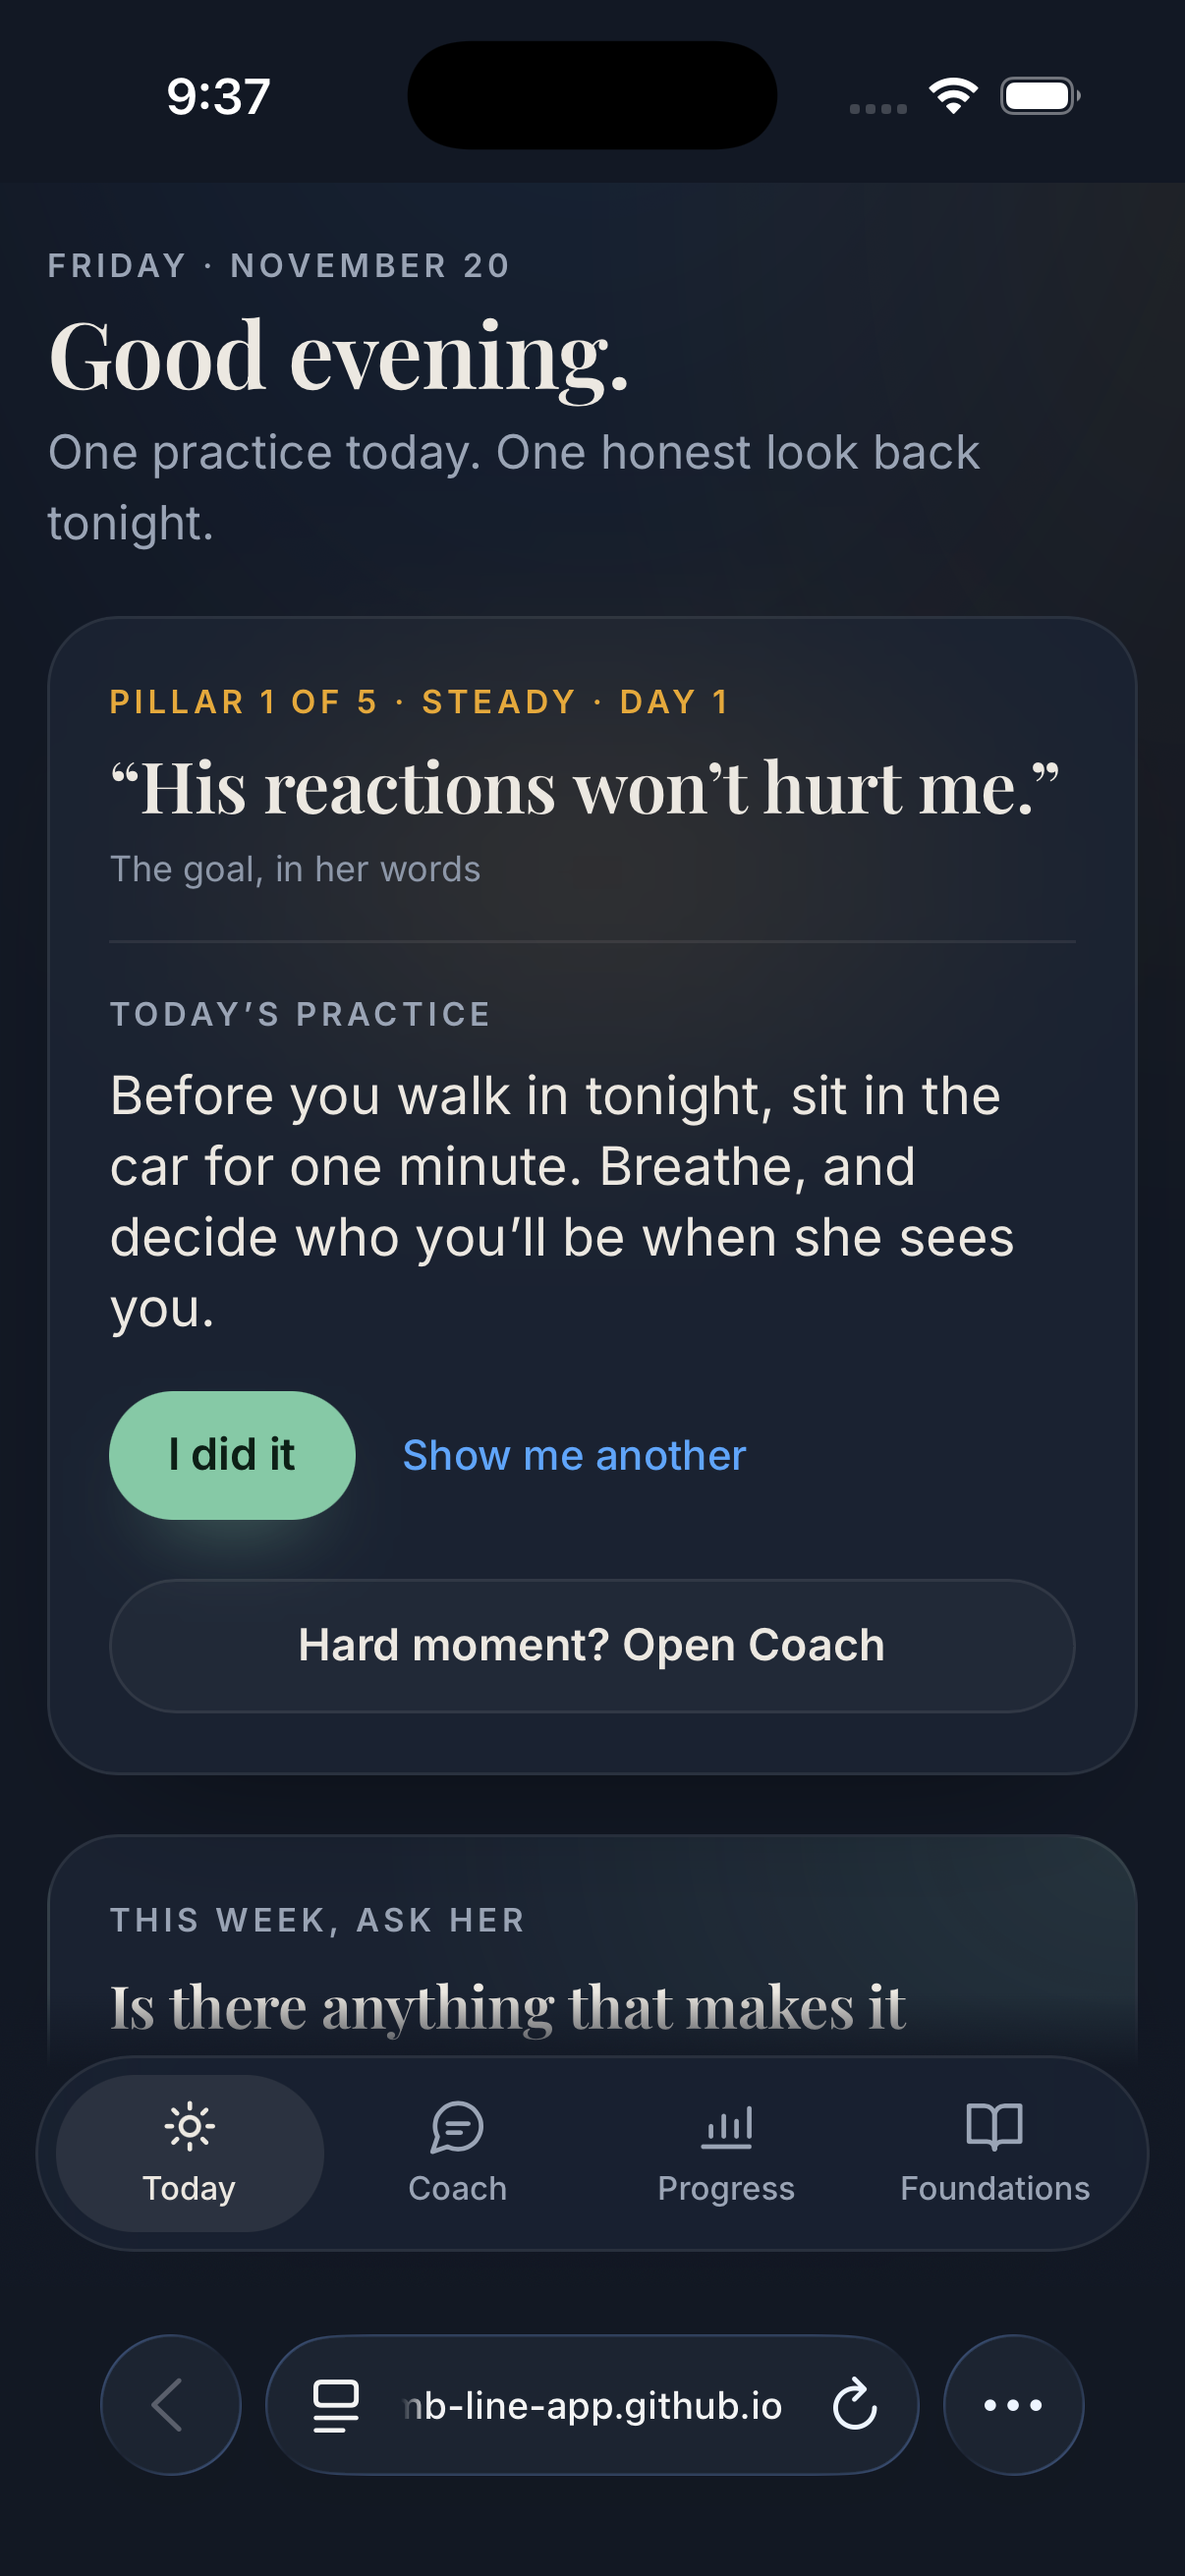 9:37
FRIDAY · NOVEMBER 20
Good evening.
One practice today. One honest look back
tonight.
PILLAR 1 OF 5 · STEADY · DAY 1
“His reactions won’t hurt me.”
The goal, in her words
TODAY’S PRACTICE
Before you walk in tonight, sit in the
car for one minute. Breathe, and
decide who you’ll be when she sees
you.
I did it
Show me another
Hard moment? Open Coach
THIS WEEK, ASK HER
Is there anything that makes it
Today
Coach
Progress
Foundations
mb-line-app.github.io